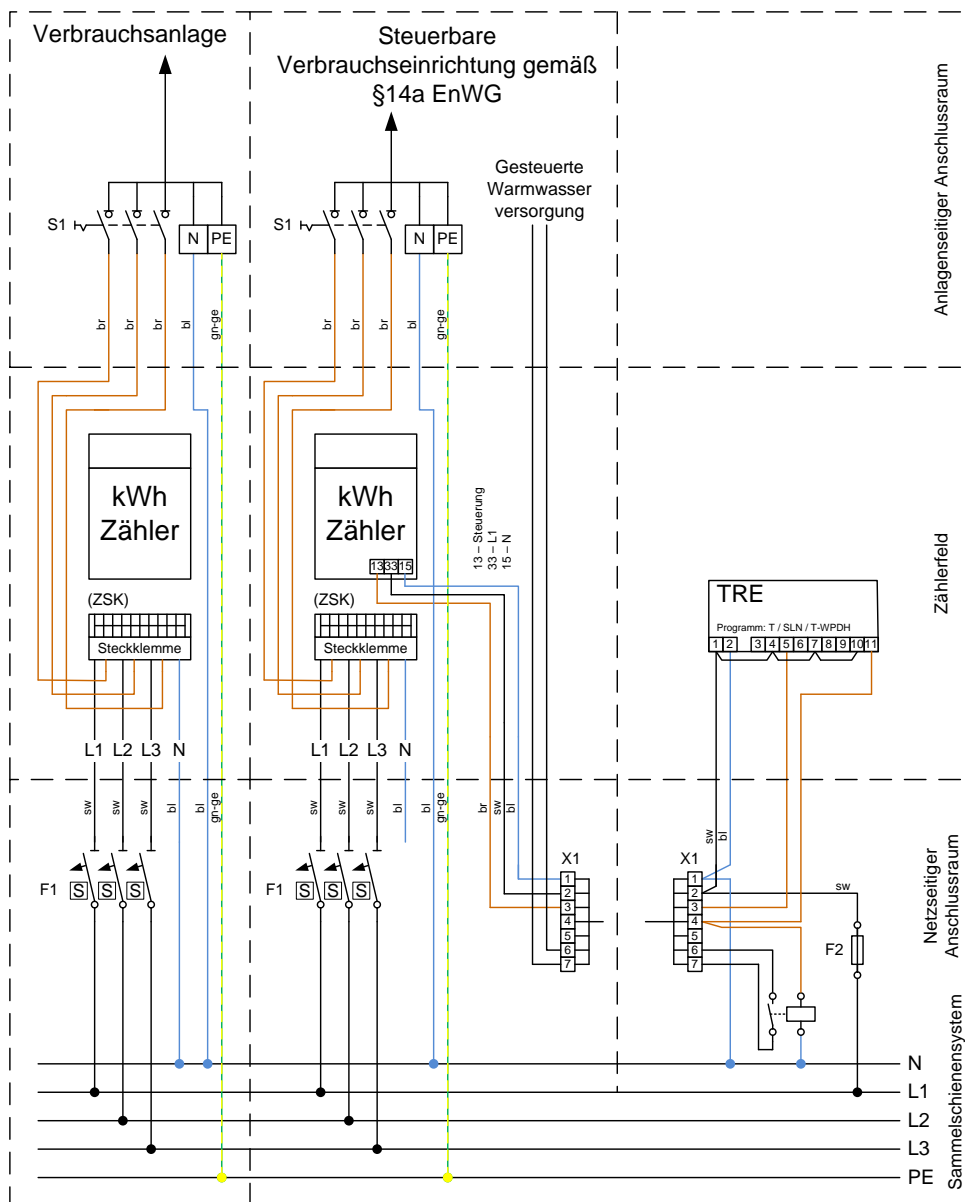 Verbrauchsanlage
Steuerbare
Verbrauchseinrichtung gemäß
§14a EnWG
Gesteuerte
Warmwasser
versorgung
Anlagenseitiger Anschlussraum
S1
N PE
S1
N PE
br
br
br
bl
gn-ge
br
br
br
bl
gn-ge
kWh
Zähler
kWh
Zähler
13 33 15
13 – Steuerung
33 – L1
15 – N
Zählerfeld
(ZSK)
Steckklemme
(ZSK)
Steckklemme
TRE
Programm: T / SLN / T-WPDH
1 2 3 4 5 6 7 8 9 10 11
L1 L2 L3 N
L1 L2 L3 N
sw
sw
sw
bl
bl
gn-ge
sw
sw
sw
bl
bl
gn-ge
br
sw
bl
sw
bl
F1
S S S
F1
S S S
X1
1
2
3
4
5
6
7
X1
1
2
3
4
5
6
7
sw
F2
Netzseitiger
Anschlussraum
N
L1
L2
L3
PE
Sammelschienensystem